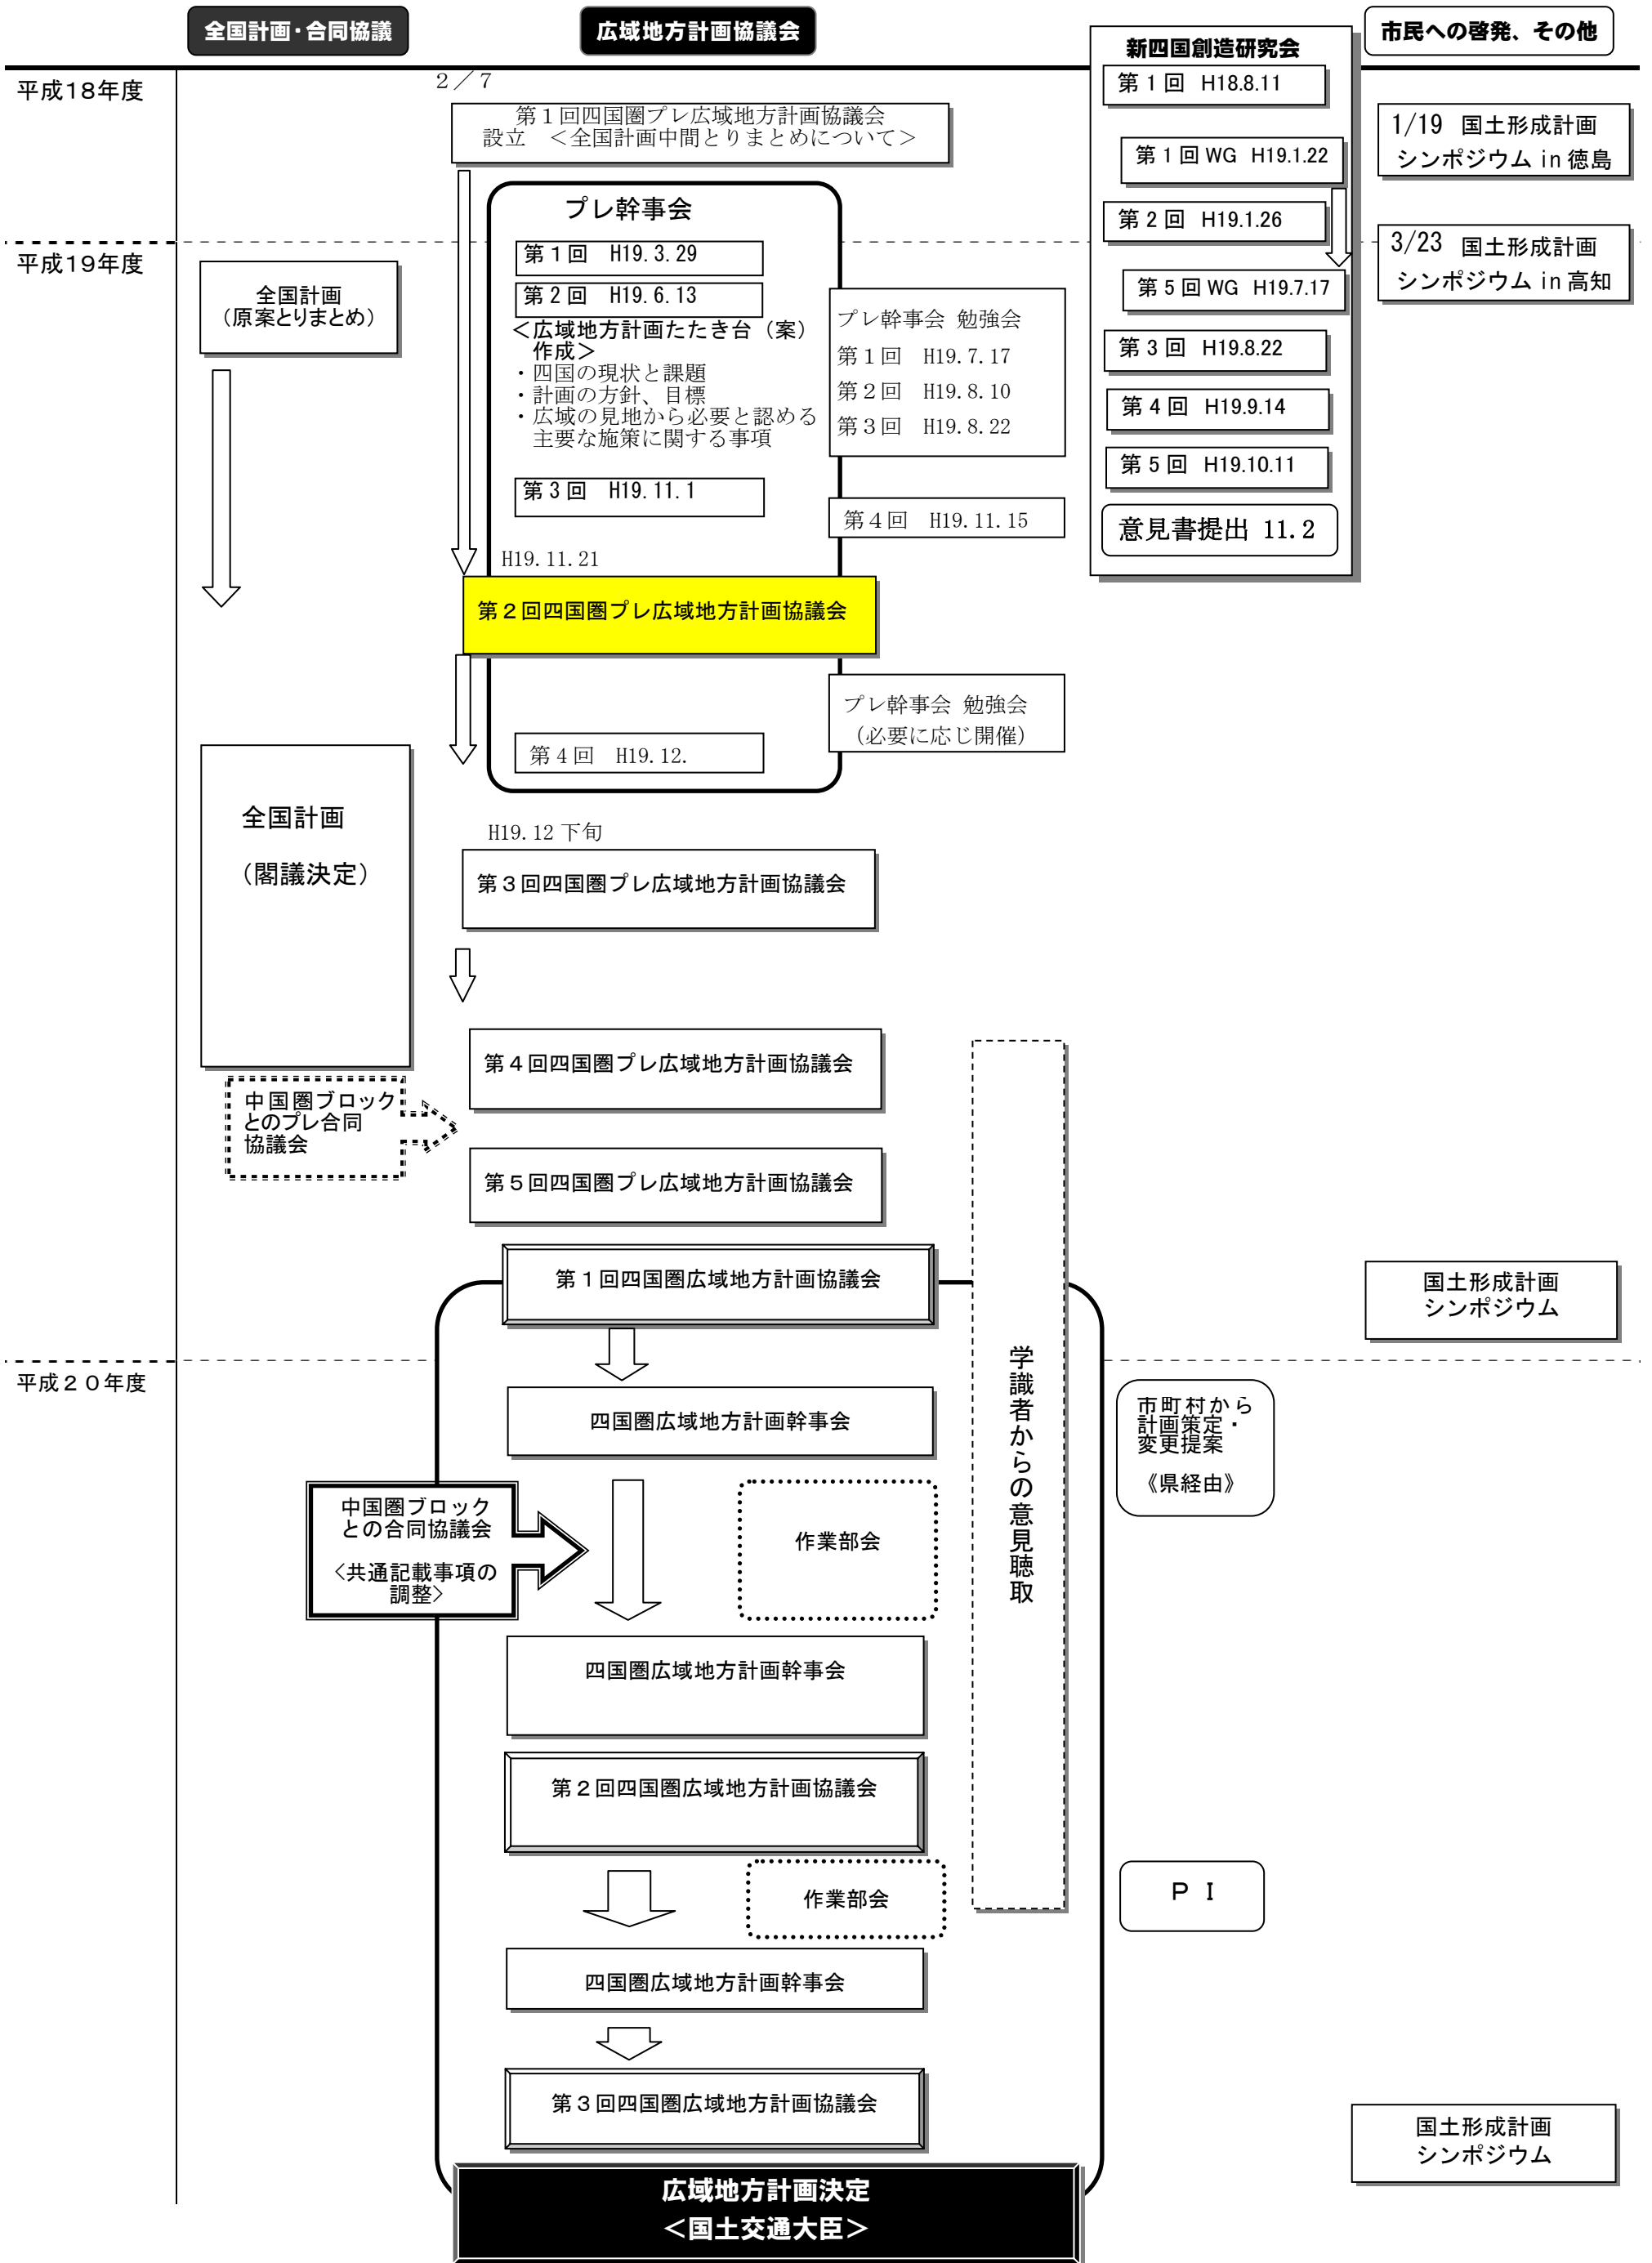 全国計画・合同協議
広域地方計画協議会
新四国創造研究会
市民への啓発、その他
平成18年度
2／7
第1回四国圏プレ広域地方計画協議会
設立　＜全国計画中間とりまとめについて＞
第1回 H18.8.11
第1回WG H19.1.22
第2回 H19.1.26
第5回WG H19.7.17
第3回 H19.8.22
第4回 H19.9.14
第5回 H19.10.11
意見書提出 11.2
1/19 国土形成計画
シンポジウム in 徳島
3/23 国土形成計画
シンポジウム in 高知
平成19年度
全国計画
（原案とりまとめ）
プレ幹事会
第1回 H19.3.29
第2回 H19.6.13
＜広域地方計画たたき台（案）
作成＞
・四国の現状と課題
・計画の方針、目標
・広域の見地から必要と認める
主要な施策に関する事項
第3回 H19.11.1
プレ幹事会 勉強会
第1回 H19.7.17
第2回 H19.8.10
第3回 H19.8.22
第4回 H19.11.15
H19.11.21
第2回四国圏プレ広域地方計画協議会
プレ幹事会 勉強会
（必要に応じ開催）
第4回 H19.12.
全国計画
（閣議決定）
H19.12下旬
第3回四国圏プレ広域地方計画協議会
第4回四国圏プレ広域地方計画協議会
中国圏ブロック
とのプレ合同
協議会
第5回四国圏プレ広域地方計画協議会
第1回四国圏広域地方計画協議会
国土形成計画
シンポジウム
学識者からの意見聴取
平成20年度
四国圏広域地方計画幹事会
市町村から
計画策定・
変更提案
《県経由》
中国圏ブロック
との合同協議会
〈共通記載事項の
調整〉
作業部会
四国圏広域地方計画幹事会
第2回四国圏広域地方計画協議会
作業部会
ＰＩ
四国圏広域地方計画幹事会
第3回四国圏広域地方計画協議会
国土形成計画
シンポジウム
広域地方計画決定
＜国土交通大臣＞